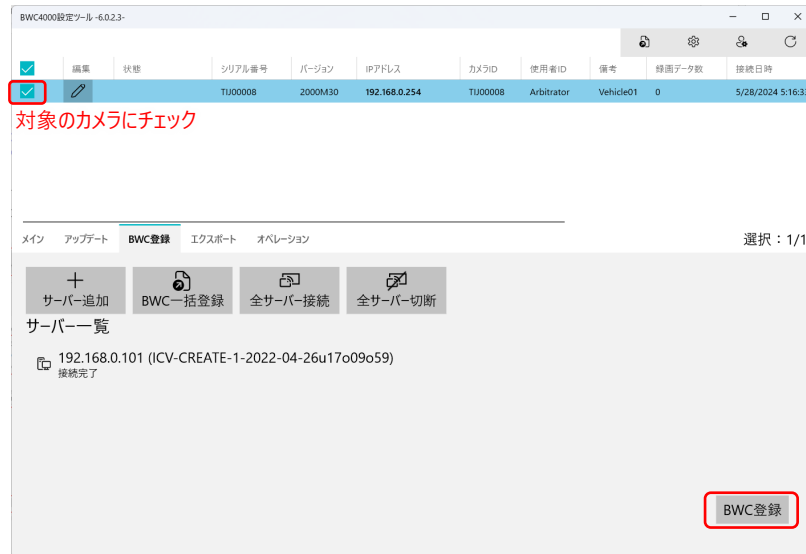 BWC4000設定ツール -6.0.2.3-
編集 状態 シリアル番号 バージョン IPアドレス カメラID 使用者ID 備考 録画データ数 接続日時
TIJ00008 2000M30 192.168.0.254 TIJ00008 Arbitrator Vehicle01 0 5/28/2024 5:16:33
対象のカメラにチェック
メイン アップデート BWC登録 エクスポート オペレーション 選択：1/1
サーバー追加 BWC一括登録 全サーバー接続 全サーバー切断
サーバー一覧
192.168.0.101 (ICV-CREATE-1-2022-04-26u17o09o59)
接続完了
BWC登録